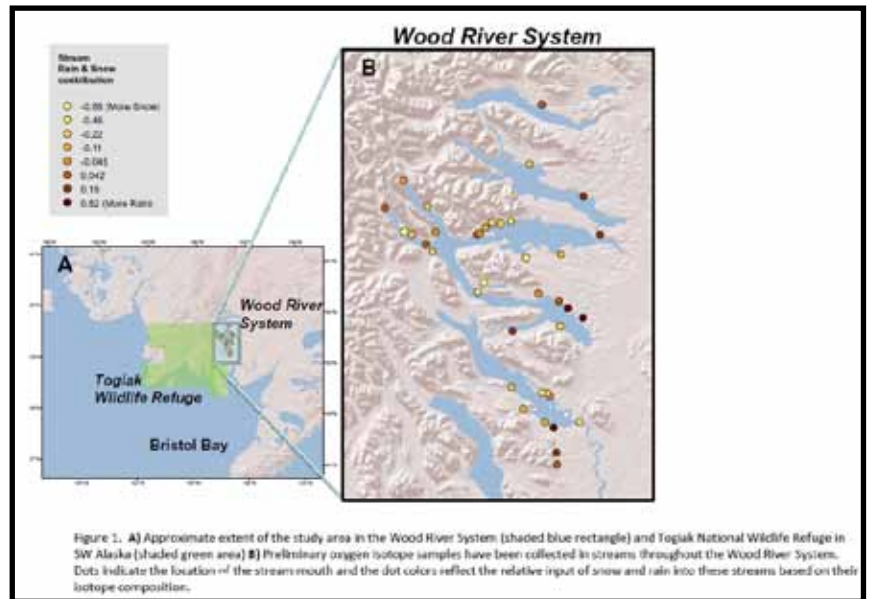 Wood River System
Stream
Rain & Snow
contribution
-0.88 (More Snow)
-0.46
-0.22
-0.11
-0.045
0.042
0.19
0.62 (More Rain)
B
A
Wood River
System
Togiak
Wildlife Refuge
Bristol Bay
Figure 1. A) Approximate extent of the study area in the Wood River System (shaded blue rectangle) and Togiak National Wildlife Refuge in
SW Alaska (shaded green area) B) Preliminary oxygen isotope samples have been collected in streams throughout the Wood River System.
Dots indicate the location of the stream mouth and the dot colors reflect the relative input of snow and rain into these streams based on their
isotope composition.